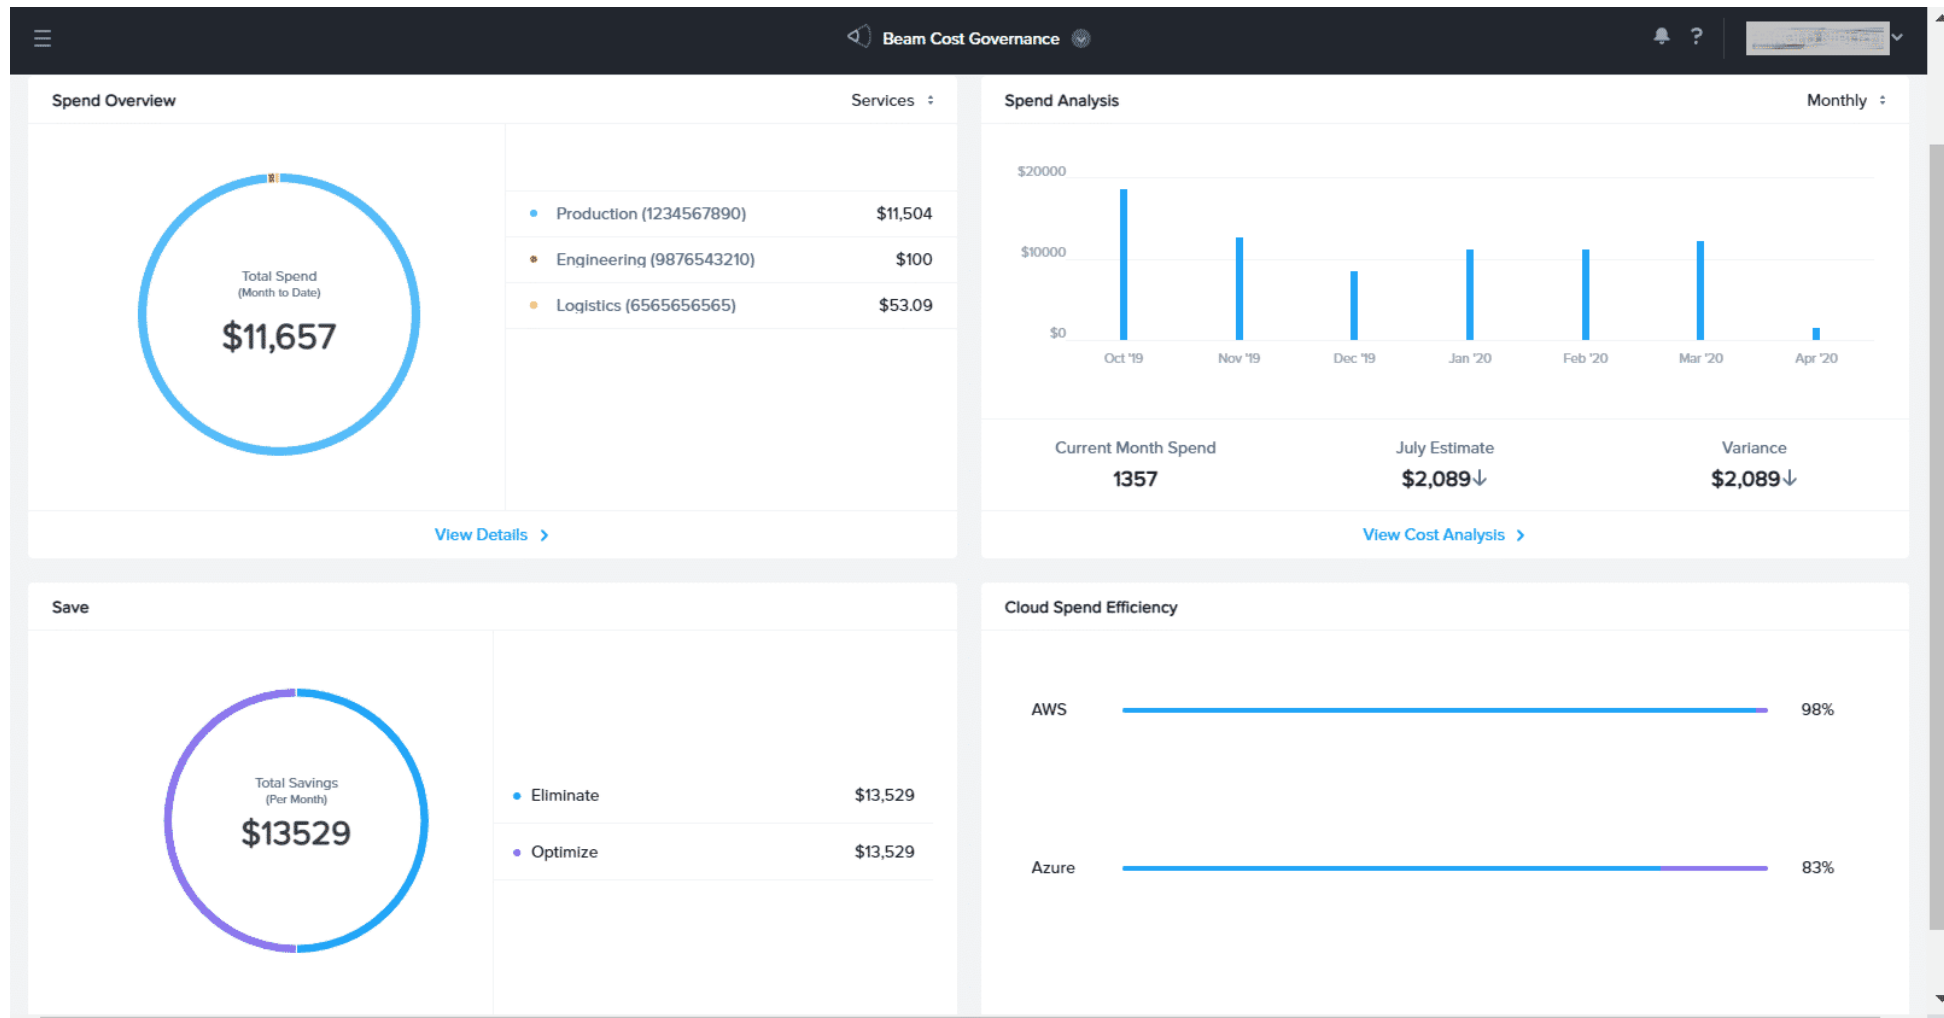 Beam Cost Governance
?
Spend Overview
Services
Total Spend
(Month to Date)
$11,657
Production (1234567890) $11,504
Engineering (9876543210) $100
Logistics (6565656565) $53.09
View Details
Spend Analysis
Monthly
$20000
$10000
$0
Oct '19 Nov '19 Dec '19 Jan '20 Feb '20 Mar '20 Apr '20
Current Month Spend
1357
July Estimate
$2,089↓
Variance
$2,089↓
View Cost Analysis
Save
Total Savings
(Per Month)
$13529
Eliminate $13,529
Optimize $13,529
Cloud Spend Efficiency
AWS 98%
Azure 83%